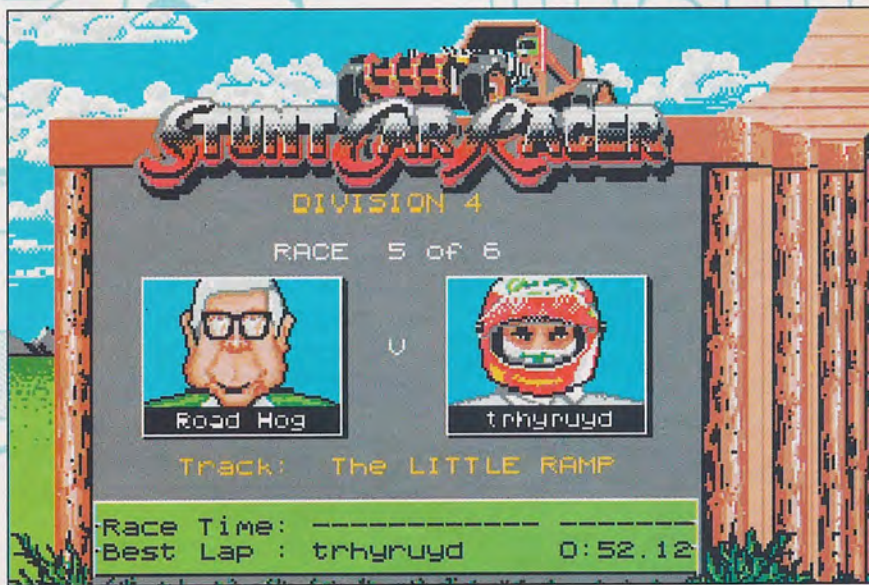 STUNT CAR RACER
DIVISION 4
RACE 5 of 6
V
Road Hog
trhyruyd
Track: The LITTLE RAMP
Race Time: ------------ -------
Best Lap : trhyruyd 0:52.12